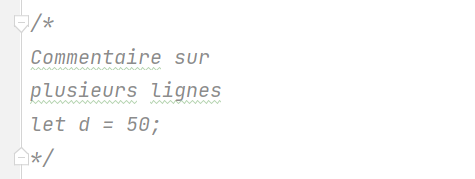 /*
Commentaire sur
plusieurs lignes
let d = 50;
*/